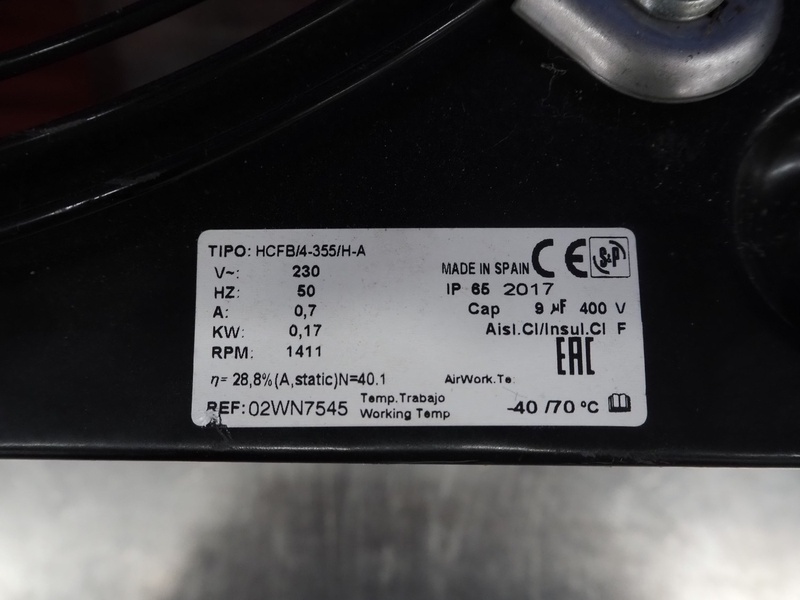 TIPO: HCFB/4-355/H-A
V~: 230
HZ: 50
A: 0,7
KW: 0,17
RPM: 1411
MADE IN SPAIN CE S&P
IP 65 2017
Cap 9 µF 400 V
Aisl.Cl/Insul.Cl F
EAC
η= 28,8%(A,static)N=40.1 AirWork.Te:
REF:02WN7545 Temp.Trabajo
Working Temp -40 /70 ºC